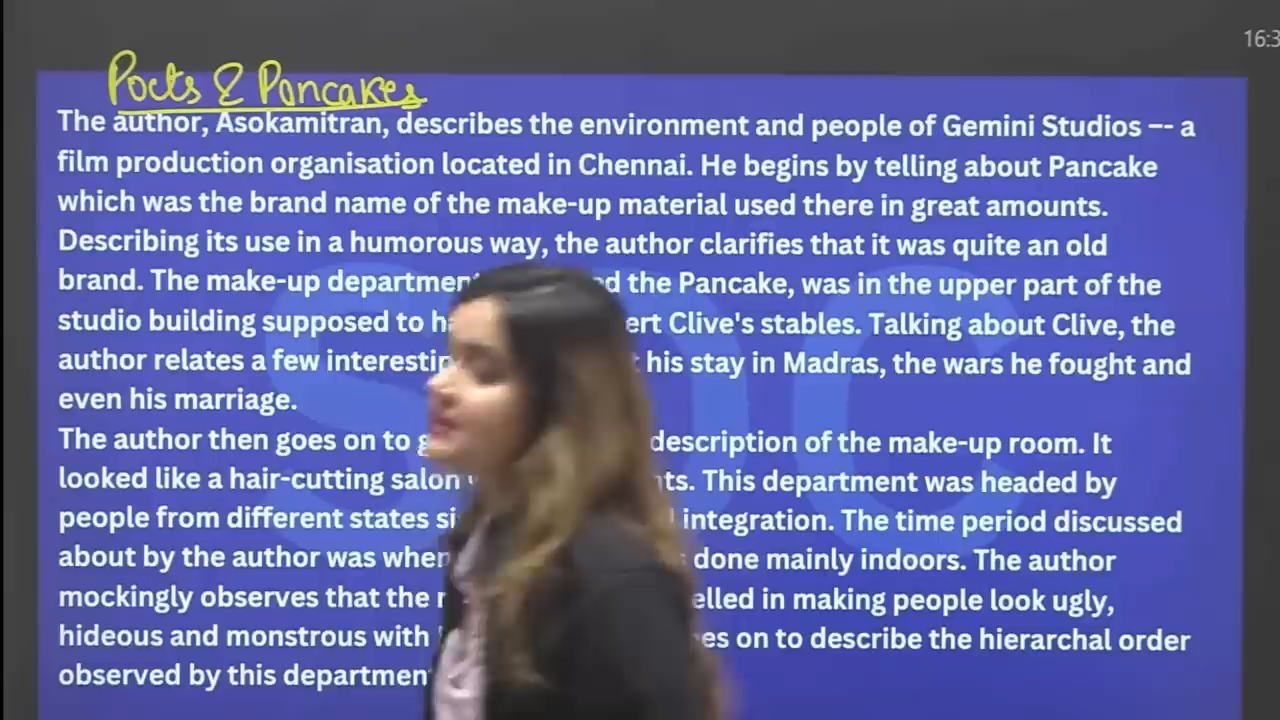 16:3
Poets & Pancakes
The author, Asokamitran, describes the environment and people of Gemini Studios –- a
film production organisation located in Chennai. He begins by telling about Pancake
which was the brand name of the make-up material used there in great amounts.
Describing its use in a humorous way, the author clarifies that it was quite an old
brand. The make-up department the Pancake, was in the upper part of the
studio building supposed to Clive's stables. Talking about Clive, the
author relates a few his stay in Madras, the wars he fought and
even his marriage.
The author then goes on to description of the make-up room. It
looked like a hair-cutting salon This department was headed by
people from different states integration. The time period discussed
about by the author was when done mainly indoors. The author
mockingly observes that the in making people look ugly,
hideous and monstrous with on to describe the hierarchal order
observed by this department
SDC